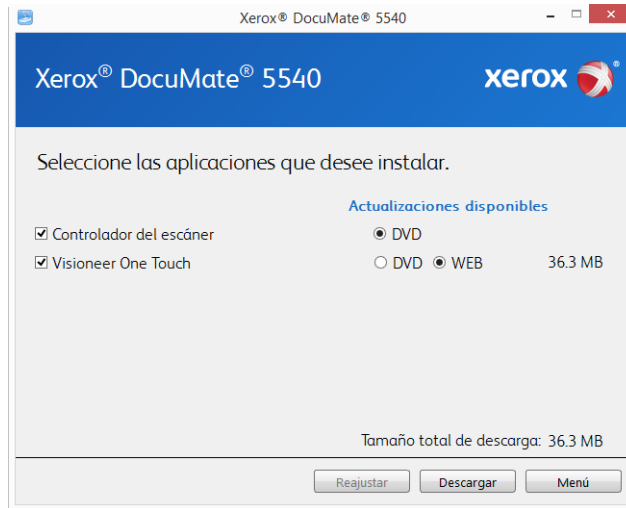 Xerox® DocuMate® 5540
Xerox® DocuMate® 5540
xerox ®
Seleccione las aplicaciones que desee instalar.
Actualizaciones disponibles
Controlador del escáner DVD
Visioneer One Touch DVD WEB 36.3 MB
Tamaño total de descarga: 36.3 MB
Reajustar Descargar Menú